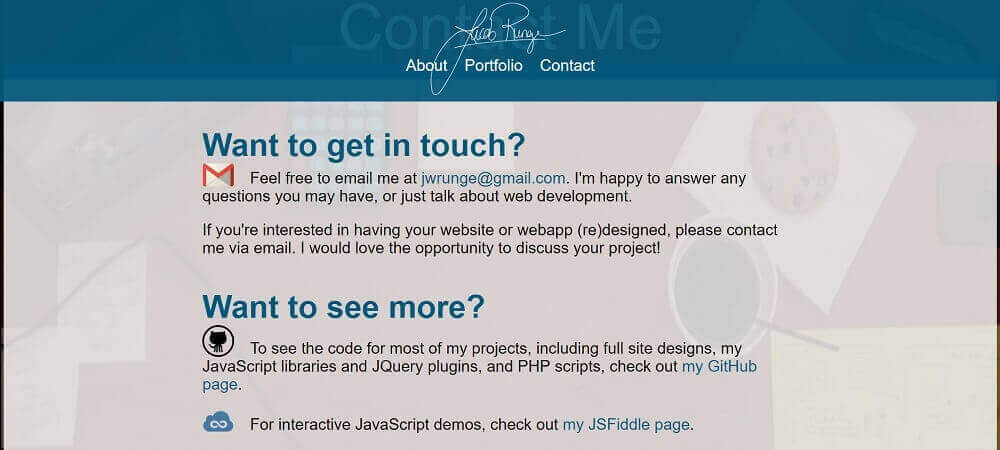 Contact Me
Jacob Runge
About Portfolio Contact
Want to get in touch?
Feel free to email me at jwrunge@gmail.com. I'm happy to answer any
questions you may have, or just talk about web development.
If you're interested in having your website or webapp (re)designed, please contact
me via email. I would love the opportunity to discuss your project!
Want to see more?
To see the code for most of my projects, including full site designs, my
JavaScript libraries and JQuery plugins, and PHP scripts, check out my GitHub
page.
For interactive JavaScript demos, check out my JSFiddle page.